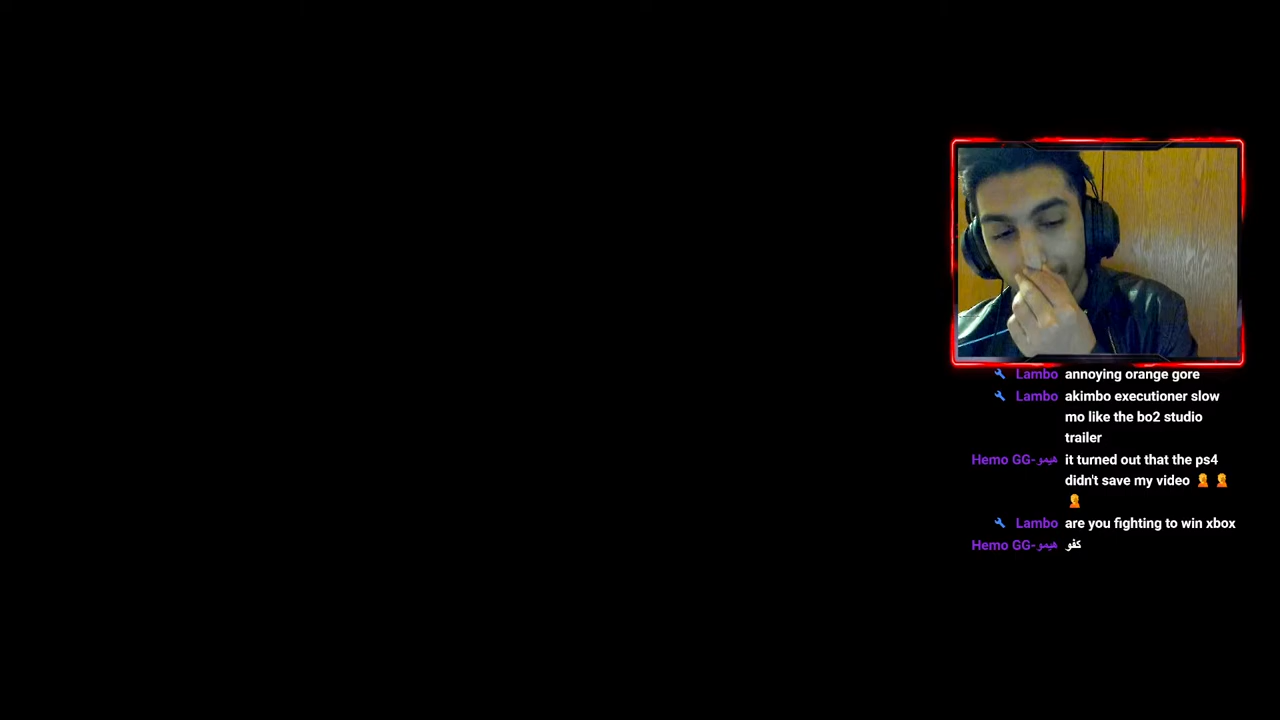 Lambo annoying orange gore
Lambo akimbo executioner slow
mo like the bo2 studio
trailer
Hemo GG-هيمو it turned out that the ps4
didn't save my video 🤦 🤦
🤦
Lambo are you fighting to win xbox
Hemo GG-هيمو كفو